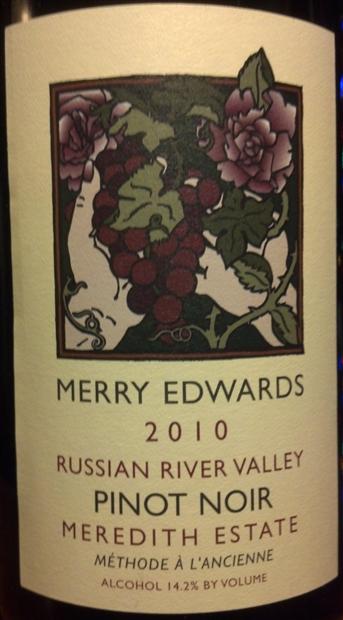 MERRY EDWARDS
2010
RUSSIAN RIVER VALLEY
PINOT NOIR
MEREDITH ESTATE
MÉTHODE À L'ANCIENNE
ALCOHOL 14.2% BY VOLUME